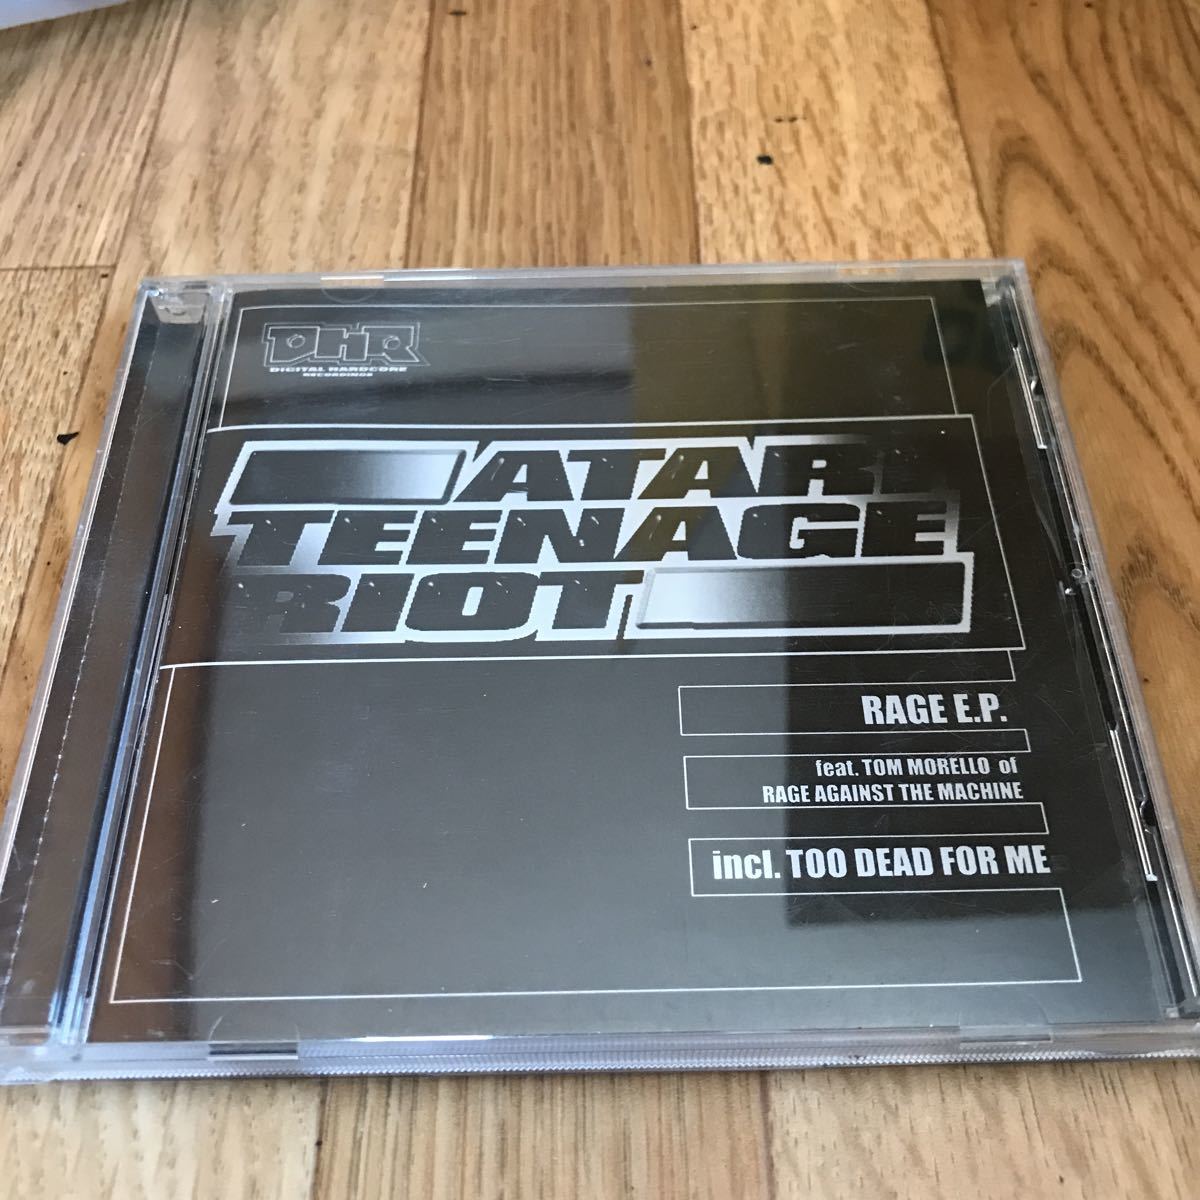 DHR
DIGITAL HARDCORE
RECORDINGS
ATARI
TEENAGE
RIOT
RAGE E.P.
feat. TOM MORELLO of
RAGE AGAINST THE MACHINE
incl. TOO DEAD FOR ME